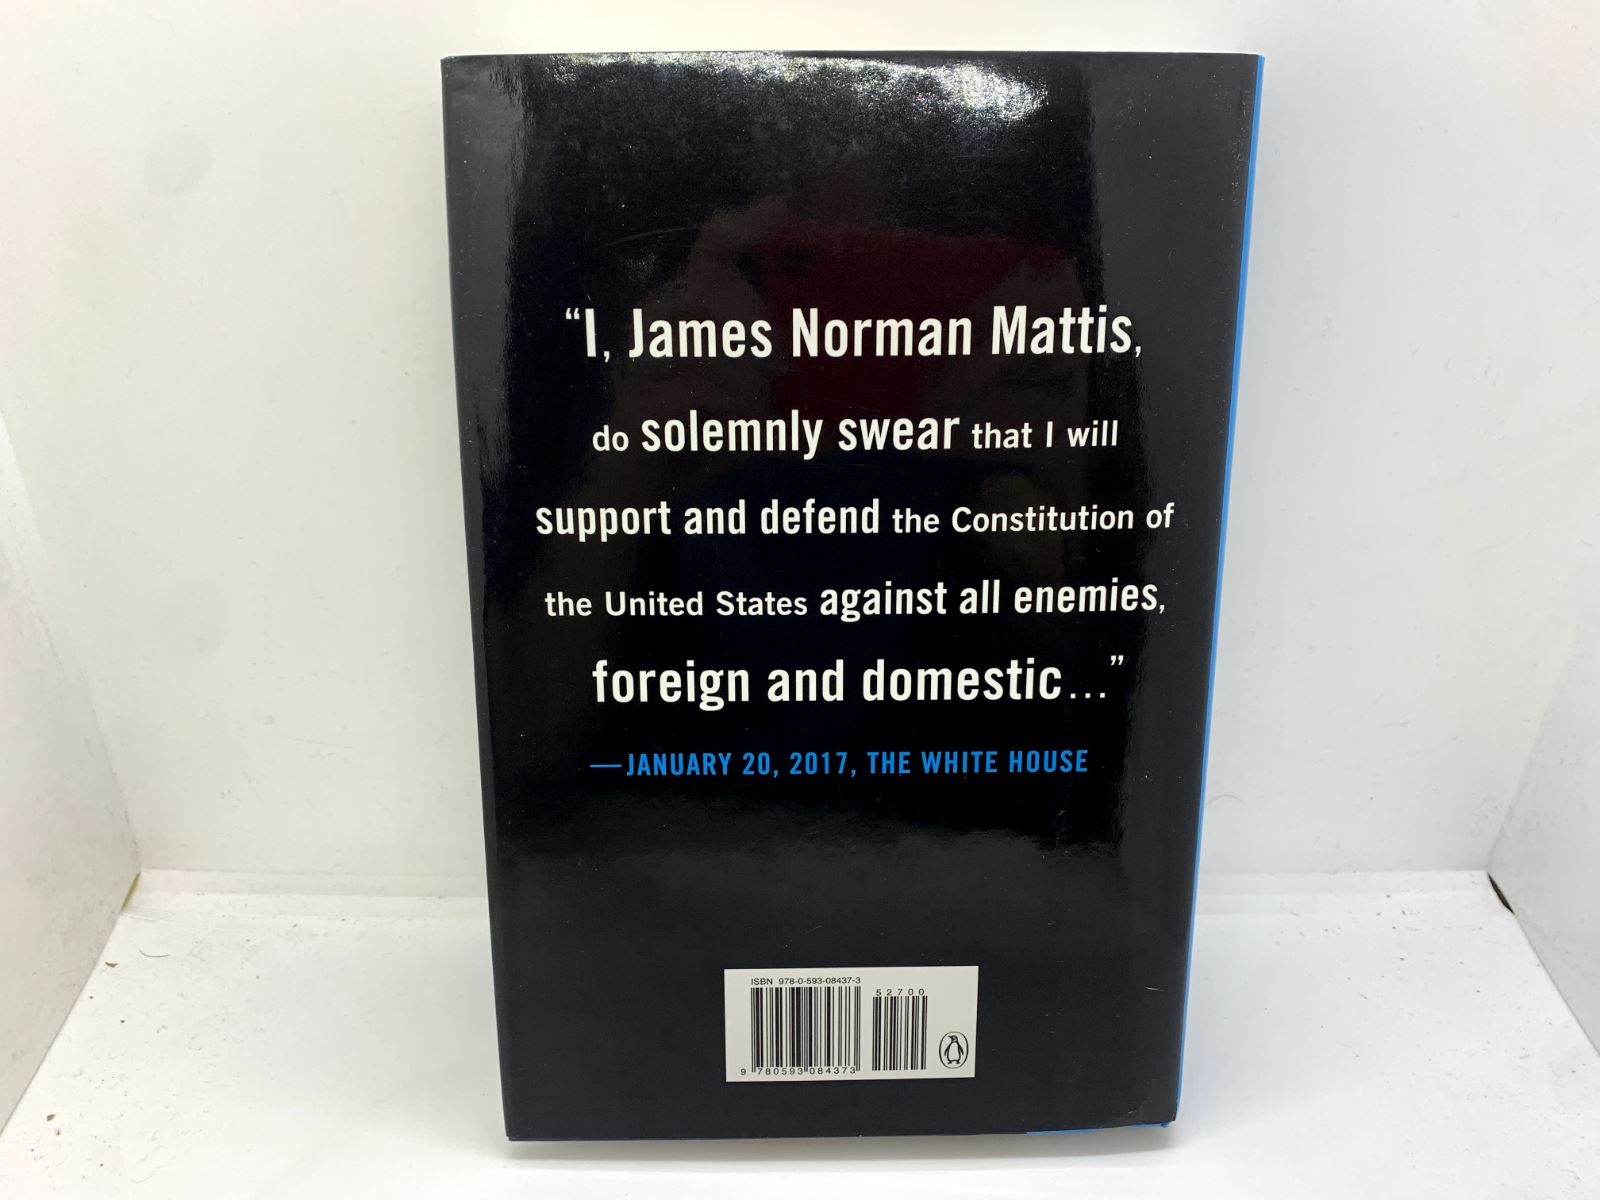 “I, James Norman Mattis,
do solemnly swear that I will
support and defend the Constitution of
the United States against all enemies,
foreign and domestic...”
—JANUARY 20, 2017, THE WHITE HOUSE
ISBN 978-0-593-08437-3
52700
9 780593 084373